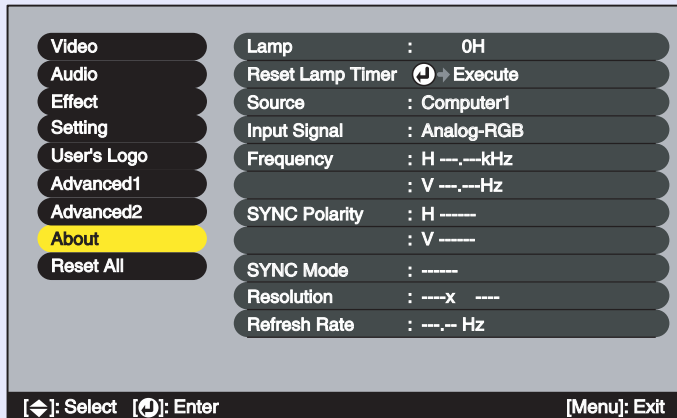 Video
Audio
Effect
Setting
User's Logo
Advanced1
Advanced2
About
Reset All
Lamp : 0H
Reset Lamp Timer Execute
Source : Computer1
Input Signal : Analog-RGB
Frequency : H ---.---kHz
: V ---.---Hz
SYNC Polarity : H ------
: V ------
SYNC Mode : ------
Resolution : ----x ----
Refresh Rate : ---.-- Hz
[ ]: Select [ ]: Enter [Menu]: Exit